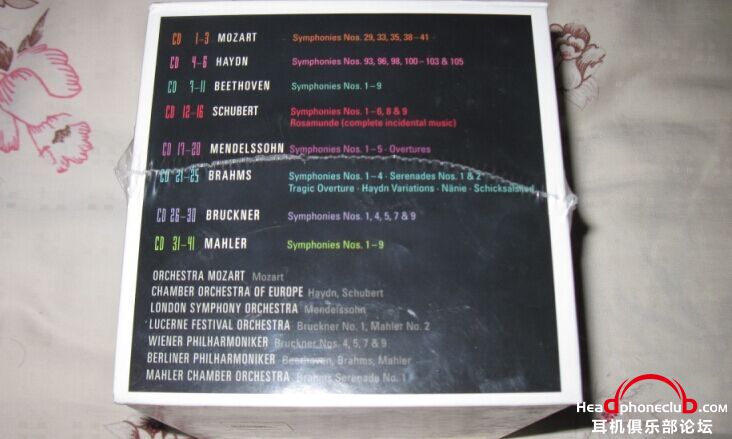 CD 1-3 MOZART Symphonies Nos. 29, 33, 35, 38-41
CD 4-6 HAYDN Symphonies Nos. 93, 96, 98, 100-103 & 105
CD 7-11 BEETHOVEN Symphonies Nos. 1-9
CD 12-16 SCHUBERT Symphonies Nos. 1-6, 8 & 9
Rosamunde (complete incidental music)
CD 17-20 MENDELSSOHN Symphonies Nos. 1-5 · Overtures
CD 21-25 BRAHMS Symphonies Nos. 1-4 · Serenades Nos. 1 & 2
Tragic Overture · Haydn Variations · Nänie · Schicksalslied
CD 26-30 BRUCKNER Symphonies Nos. 1, 4, 5, 7 & 9
CD 31-41 MAHLER Symphonies Nos. 1-9
ORCHESTRA MOZART Mozart
CHAMBER ORCHESTRA OF EUROPE Haydn, Schubert
LONDON SYMPHONY ORCHESTRA Mendelssohn
LUCERNE FESTIVAL ORCHESTRA Bruckner No. 1, Mahler No. 2
WIENER PHILHARMONIKER Bruckner Nos. 4, 5, 7 & 9
BERLINER PHILHARMONIKER Beethoven, Brahms, Mahler
MAHLER CHAMBER ORCHESTRA Brahms Serenade No. 1
Headphoneclub.com
耳机俱乐部论坛